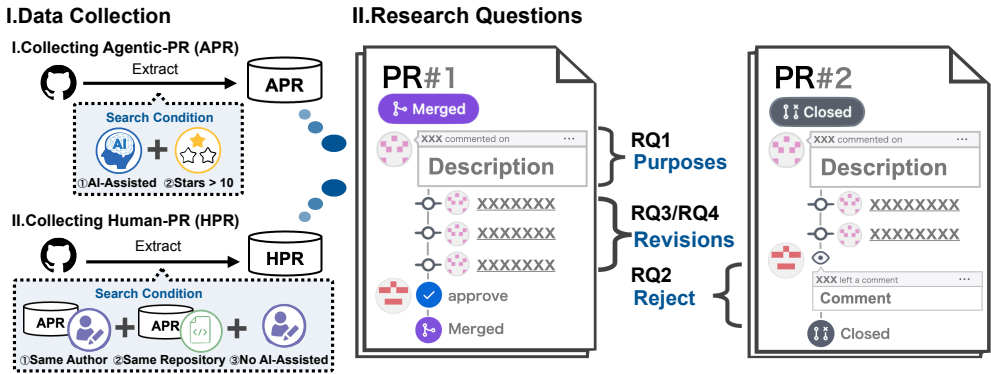 I.Data Collection
I.Collecting Agentic-PR (APR)
Extract
APR
Search Condition
AI
①AI-Assisted ②Stars > 10
II.Collecting Human-PR (HPR)
Extract
HPR
Search Condition
APR
APR
①Same Author ②Same Repository ③No AI-Assisted
II.Research Questions
PR#1
Merged
XXX commented on ...
Description
XXXXXXX
XXXXXXX
XXXXXXX
approve
Merged
RQ1
Purposes
RQ3/RQ4
Revisions
RQ2
Reject
PR#2
Closed
XXX commented on ...
Description
XXXXXXXX
XXXXXXXX
XXX left a comment ...
Comment
Closed